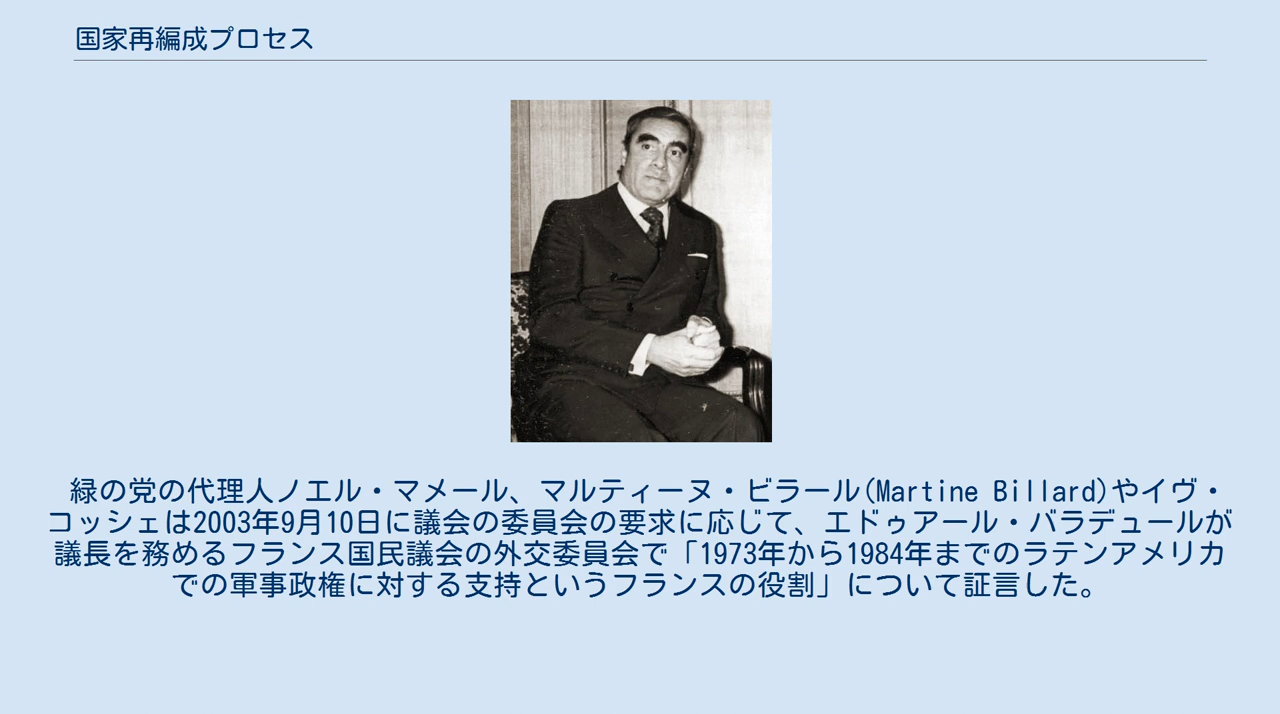 国家再編成プロセス
緑の党の代理人ノエル・マメール、マルティーヌ・ビラール(Martine Billard)やイヴ・
コッシェは2003年9月10日に議会の委員会の要求に応じて、エドゥアール・バラデュールが
議長を務めるフランス国民議会の外交委員会で「1973年から1984年までのラテンアメリカ
での軍事政権に対する支持というフランスの役割」について証言した。